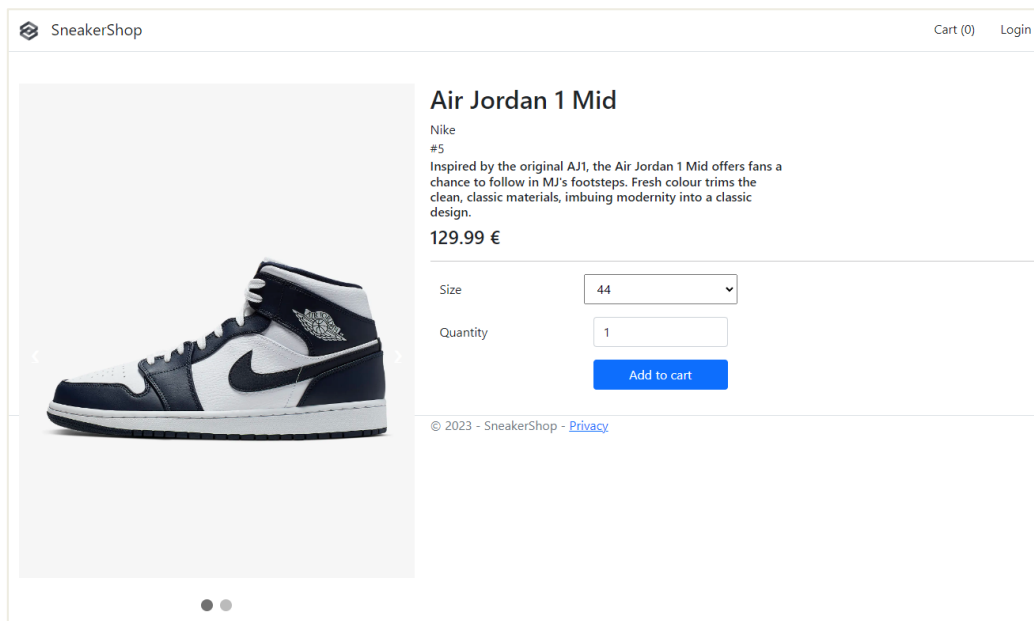 SneakerShop
Cart (0)
Login
Air Jordan 1 Mid
Nike
#5
Inspired by the original AJ1, the Air Jordan 1 Mid offers fans a
chance to follow in MJ's footsteps. Fresh colour trims the
clean, classic materials, imbuing modernity into a classic
design.
129.99 €
Size
44
Quantity
1
Add to cart
© 2023 - SneakerShop - Privacy